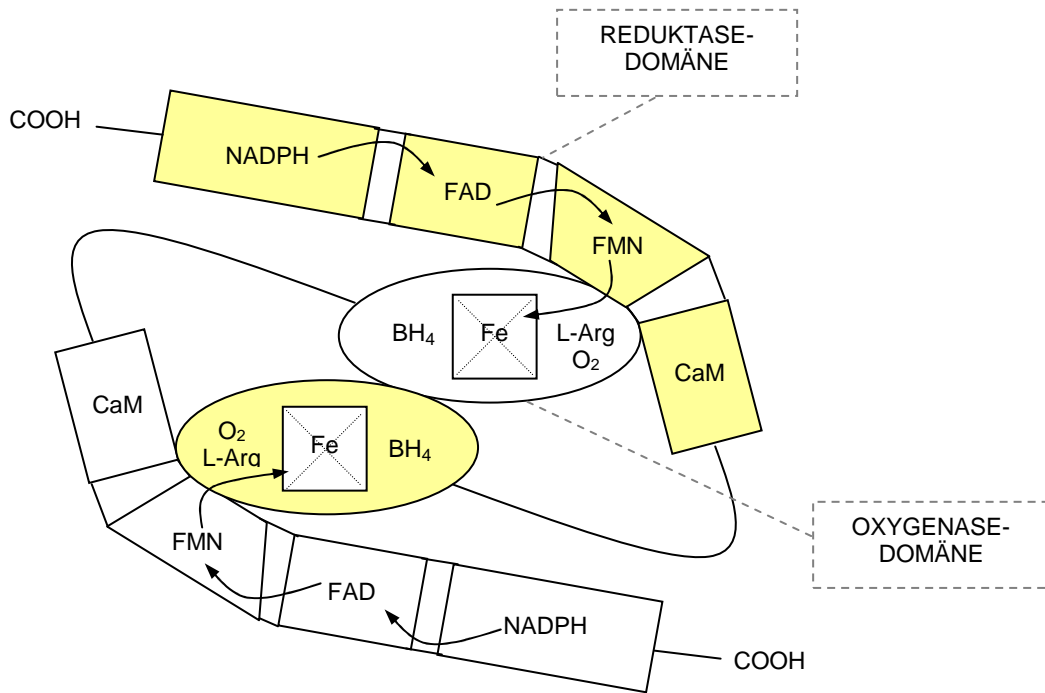 REDUKTASE-
DOMÄNE
COOH
NADPH
FAD
FMN
BH4
Fe
L-Arg
O2
CaM
CaM
O2
L-Arg
Fe
BH4
FMN
FAD
NADPH
COOH
OXYGENASE-
DOMÄNE